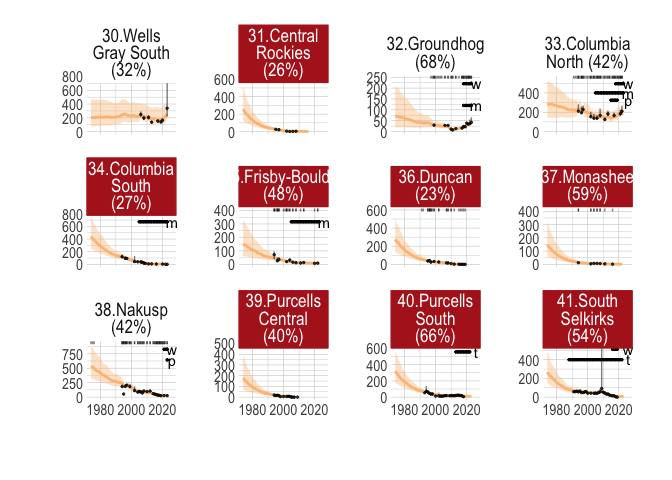 30.Wells
Gray South
(32%)
800
600
400
200
0
31.Central
Rockies
(26%)
600
400
200
0
32.Groundhog
(68%)
250
200
150
100
50
0
w
m
33.Columbia
North (42%)
400
200
0
w
m
p
34.Columbia
South
(27%)
800
600
400
200
0
m
.Frisby-Bould
(48%)
400
300
200
100
0
m
36.Duncan
(23%)
600
400
200
0
37.Monashee
(59%)
400
300
200
100
0
38.Nakusp
(42%)
750
500
250
0
w
p
1980 2000 2020
39.Purcells
Central
(40%)
500
400
300
200
100
0
1980 2000 2020
40.Purcells
South
(66%)
600
400
200
0
t
1980 2000 2020
41.South
Selkirks
(54%)
400
200
0
w
t
1980 2000 2020